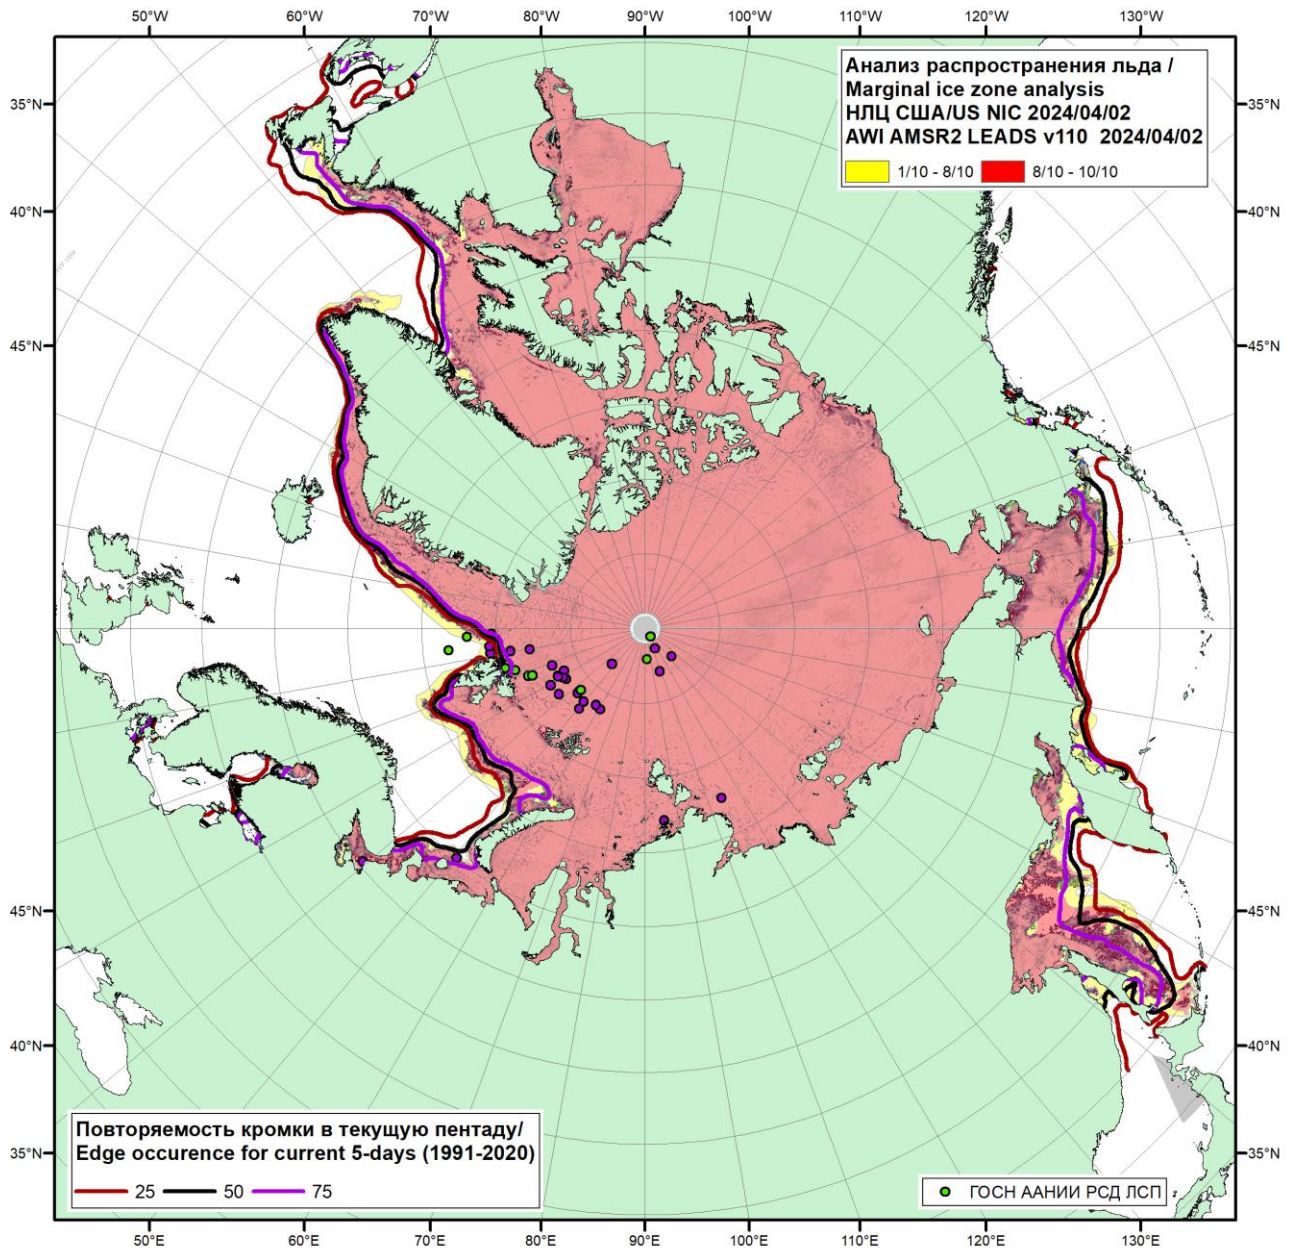 50°W 60°W 70°W 80°W 90°W 100°W 110°W 120°W 130°W
Анализ распространения льда /
Marginal ice zone analysis
НЛЦ США/US NIC 2024/04/02
AWI AMSR2 LEADS v110 2024/04/02
1/10 - 8/10 8/10 - 10/10
35°N 35°N
40°N 40°N
45°N 45°N
45°N 45°N
40°N 40°N
35°N 35°N
Повторяемость кромки в текущую пентаду/
Edge occurence for current 5-days (1991-2020)
25 50 75
ГОСН ААНИИ РСД ЛСП
50°E 60°E 70°E 80°E 90°E 100°E 110°E 120°E 130°E